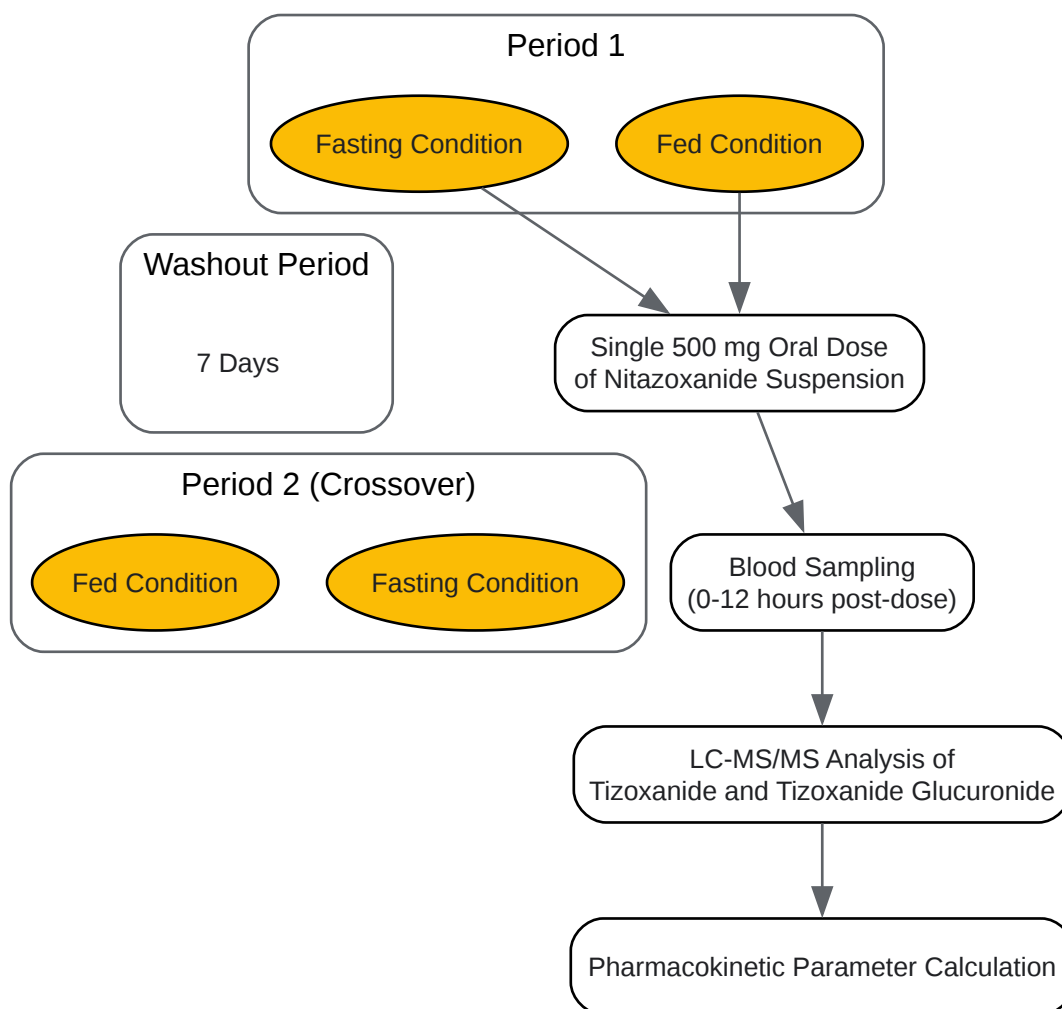 Period 1
Fasting Condition
Fed Condition
Washout Period
7 Days
Single 500 mg Oral Dose
of Nitazoxanide Suspension
Period 2 (Crossover)
Fed Condition
Fasting Condition
Blood Sampling
(0-12 hours post-dose)
LC-MS/MS Analysis of
Tizoxanide and Tizoxanide Glucuronide
Pharmacokinetic Parameter Calculation